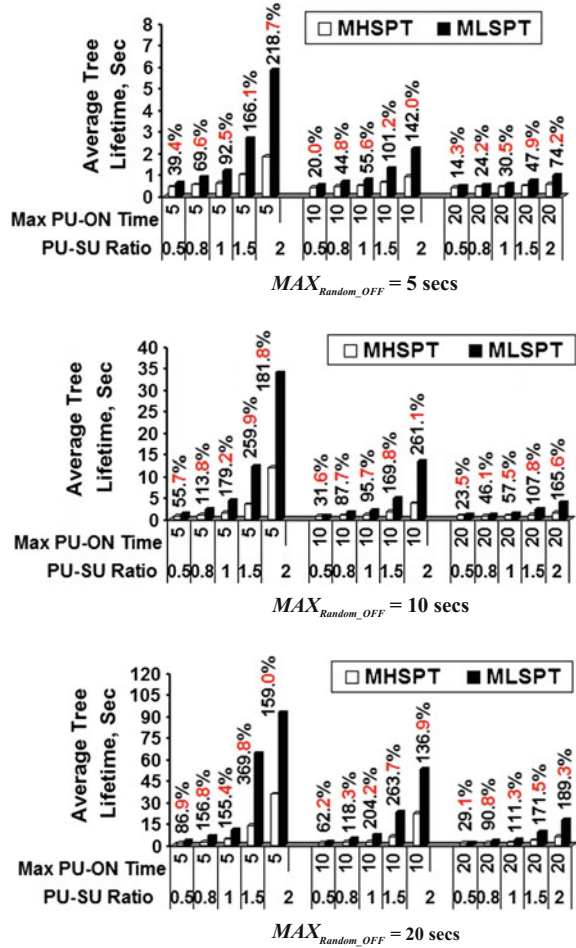 MHSPT MLSPT
Average Tree Lifetime, Sec
8
7
6
5
4
3
2
1
0
39.4% 69.6% 92.5% 166.1% 218.7% 20.0% 44.8% 55.6% 101.2% 142.0% 14.3% 24.2% 30.5% 47.9% 74.2%
Max PU-ON Time 5 5 5 5 5 10 10 10 10 10 20 20 20 20 20
PU-SU Ratio 0.5 0.8 1 1.5 2 0.5 0.8 1 1.5 2 0.5 0.8 1 1.5 2
MAX Random_OFF = 5 secs
MHSPT MLSPT
Average Tree Lifetime, Sec
40
35
30
25
20
15
10
5
0
55.7% 113.8% 179.2% 259.9% 181.8% 31.6% 87.7% 95.7% 169.8% 261.1% 23.5% 46.1% 57.5% 107.8% 165.6%
Max PU-ON Time 5 5 5 5 5 10 10 10 10 10 20 20 20 20 20
PU-SU Ratio 0.5 0.8 1 1.5 2 0.5 0.8 1 1.5 2 0.5 0.8 1 1.5 2
MAX Random_OFF = 10 secs
MHSPT MLSPT
Average Tree Lifetime, Sec
120
105
90
75
60
45
30
15
0
86.9% 156.8% 155.4% 369.8% 159.0% 62.2% 118.3% 204.2% 263.7% 136.9% 29.1% 90.8% 111.3% 171.5% 189.3%
Max PU-ON Time 5 5 5 5 5 10 10 10 10 10 20 20 20 20 20
PU-SU Ratio 0.5 0.8 1 1.5 2 0.5 0.8 1 1.5 2 0.5 0.8 1 1.5 2
MAX Random_OFF = 20 secs